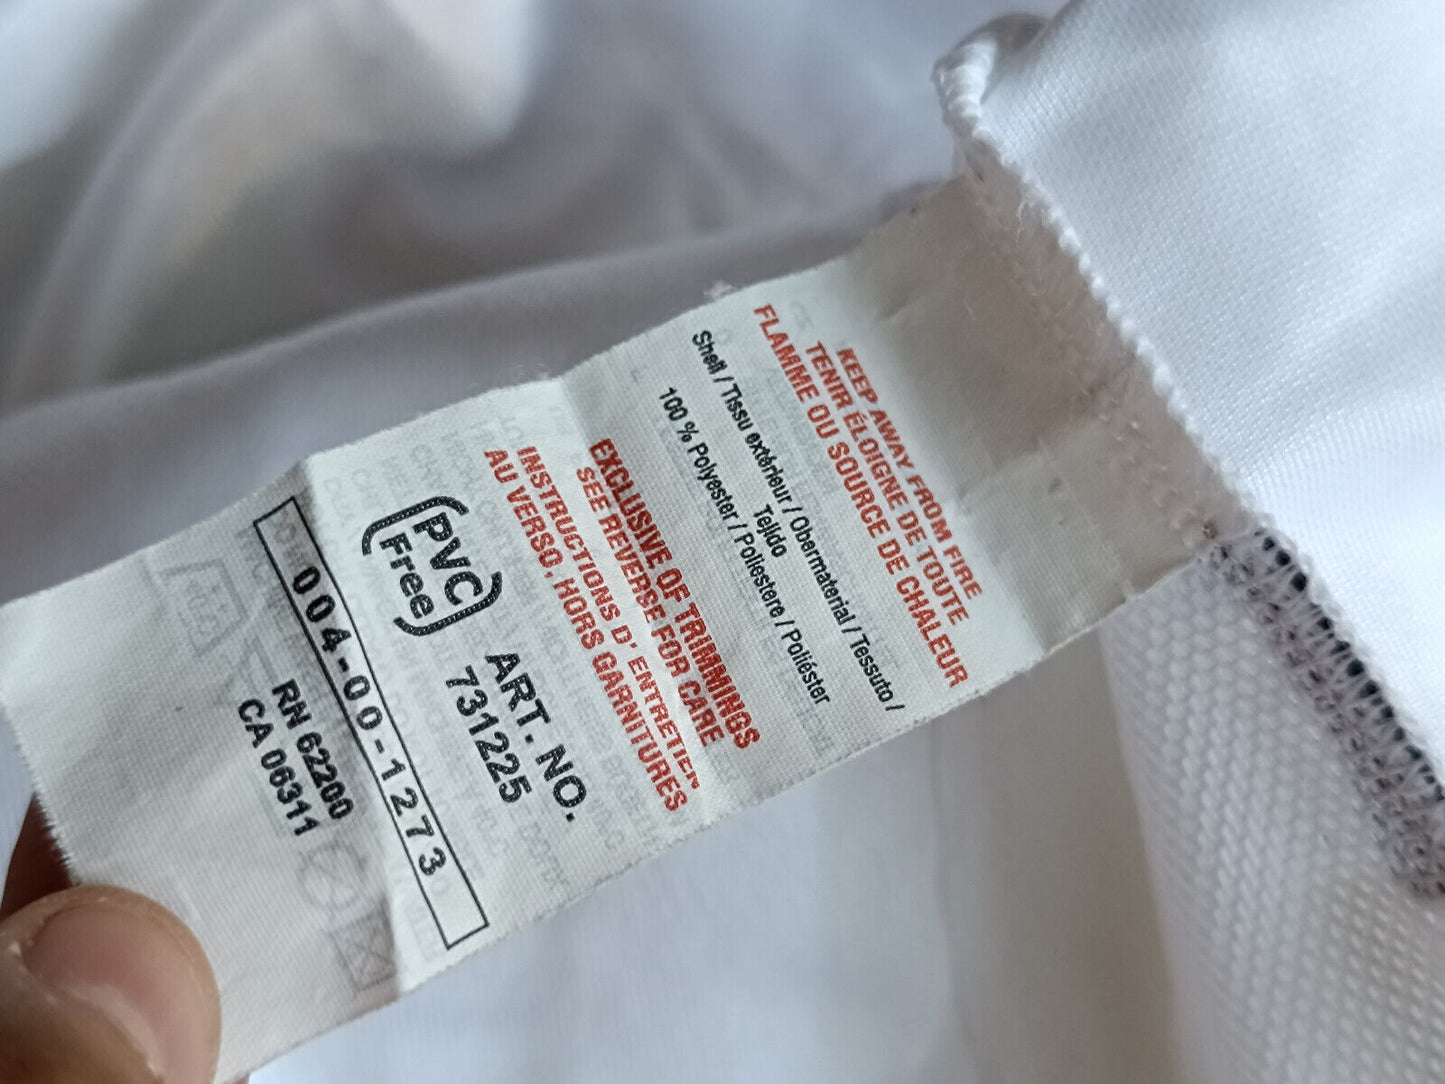 KEEP AWAY FROM FIRE
TENIR ÉLOIGNE DE TOUTE
FLAMME OU SOURCE DE CHALEUR
Shell / Tissu extérieur / Obermaterial / Tessuto /
Tejido
100 % Polyester / Poliestere / Poliéster
EXCLUSIVE OF TRIMMINGS
SEE REVERSE FOR CARE
INSTRUCTIONS D' ENTRETIEN
AU VERSO, HORS GARNITURES
PVC
Free
ART. NO.
731225
004-00-1273
RN 62200
CA 06311